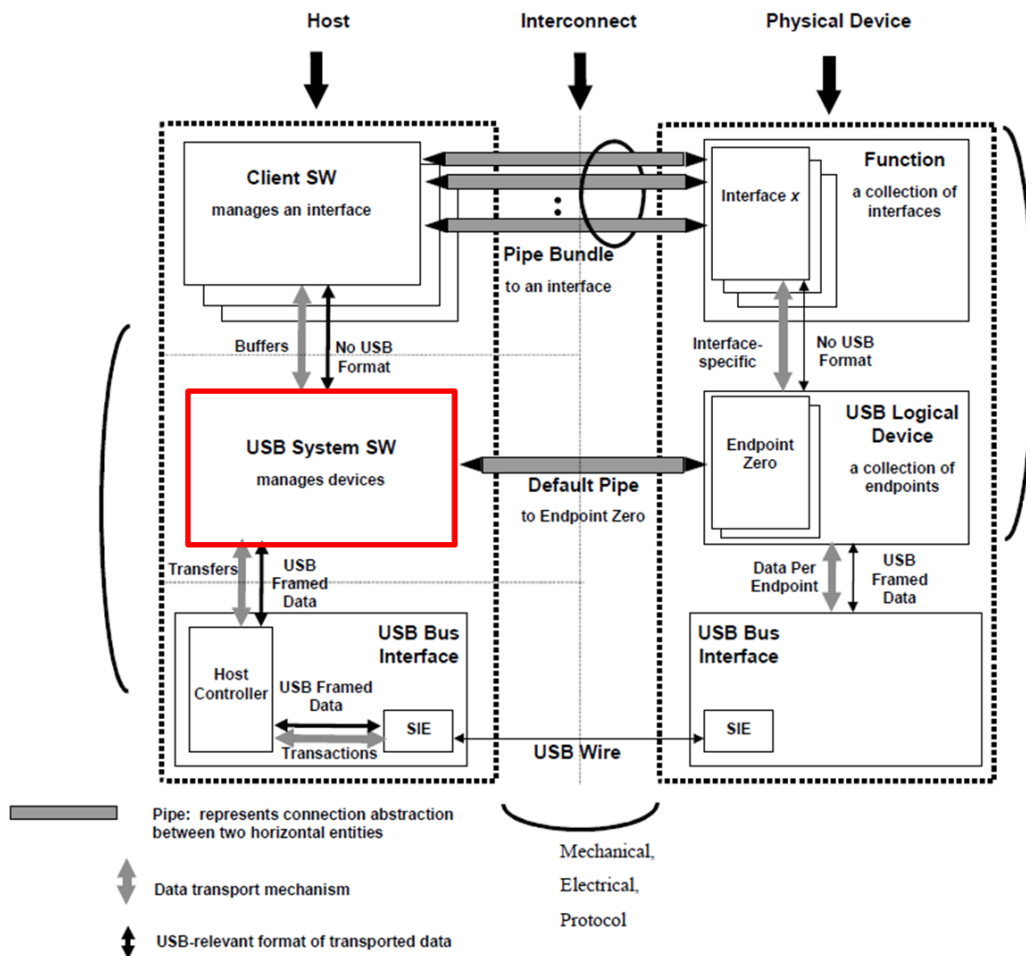 Host
Interconnect
Physical Device
Client SW
manages an interface
Pipe Bundle
to an interface
Interface x
Function
a collection of
interfaces
Buffers
No USB
Format
Interface-
specific
No USB
Format
USB System SW
manages devices
Default Pipe
to Endpoint Zero
Endpoint
Zero
USB Logical
Device
a collection of
endpoints
Transfers
USB
Framed
Data
Data Per
Endpoint
USB
Framed
Data
USB Bus
Interface
Host
Controller
USB Framed
Data
Transactions
SIE
USB Wire
USB Bus
Interface
SIE
Pipe: represents connection abstraction
between two horizontal entities
Data transport mechanism
USB-relevant format of transported data
Mechanical,
Electrical,
Protocol